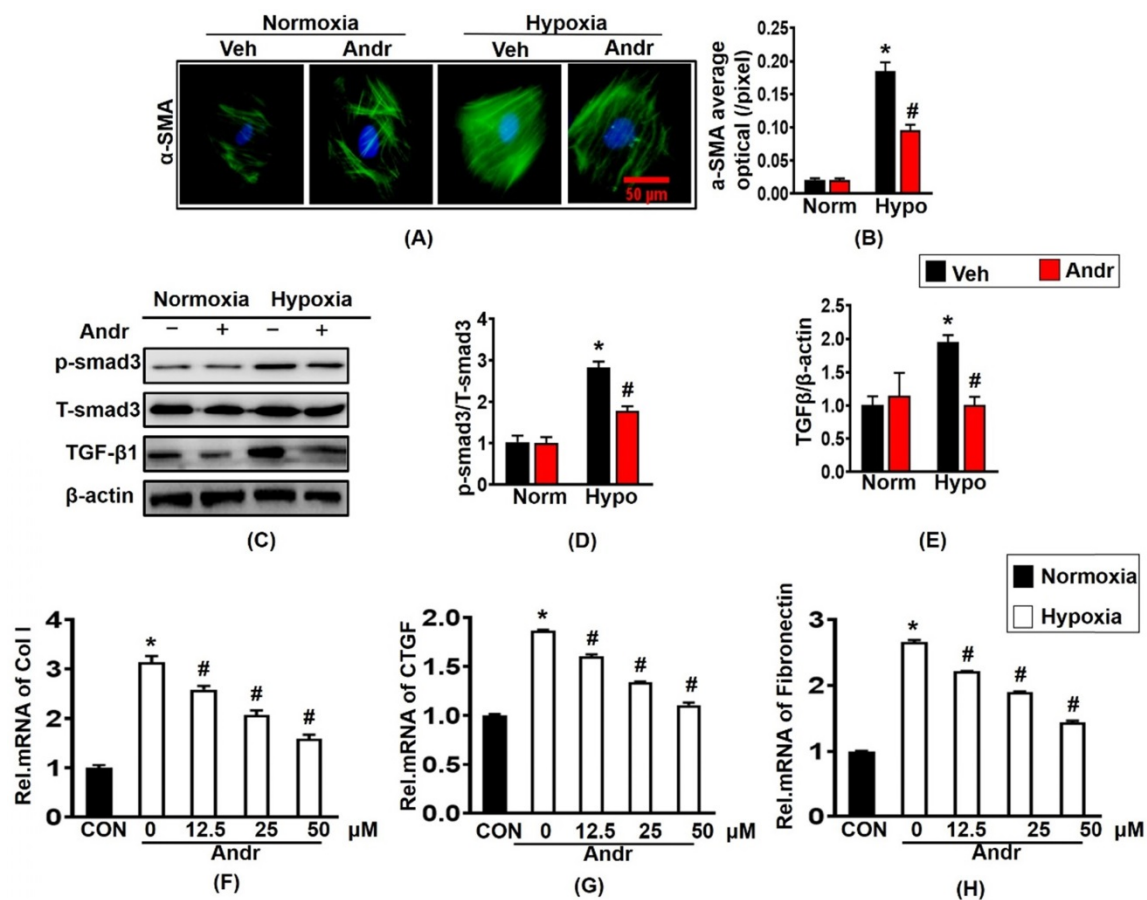 Normoxia Hypoxia
Veh Andr Veh Andr
α-SMA
50 µm
(A)
a-SMA average
optical (/pixel)
0.25
0.20
0.15
0.10
0.05
0.00
*
#
Norm Hypo
(B)
Veh Andr
Normoxia Hypoxia
Andr − + − +
p-smad3
T-smad3
TGF-β1
β-actin
(C)
p-smad3/T-smad3
4
3
2
1
0
*
#
Norm Hypo
(D)
TGFβ/β-actin
2.5
2.0
1.5
1.0
0.5
0.0
*
#
Norm Hypo
(E)
Normoxia
Hypoxia
Rel.mRNA of Col I
4
3
2
1
0
*
#
#
#
CON 0 12.5 25 50 µM
Andr
(F)
Rel.mRNA of CTGF
2.0
1.5
1.0
0.5
0.0
*
#
#
#
CON 0 12.5 25 50 µM
Andr
(G)
Rel.mRNA of Fibronectin
3
2
1
0
*
#
#
#
CON 0 12.5 25 50 µM
Andr
(H)